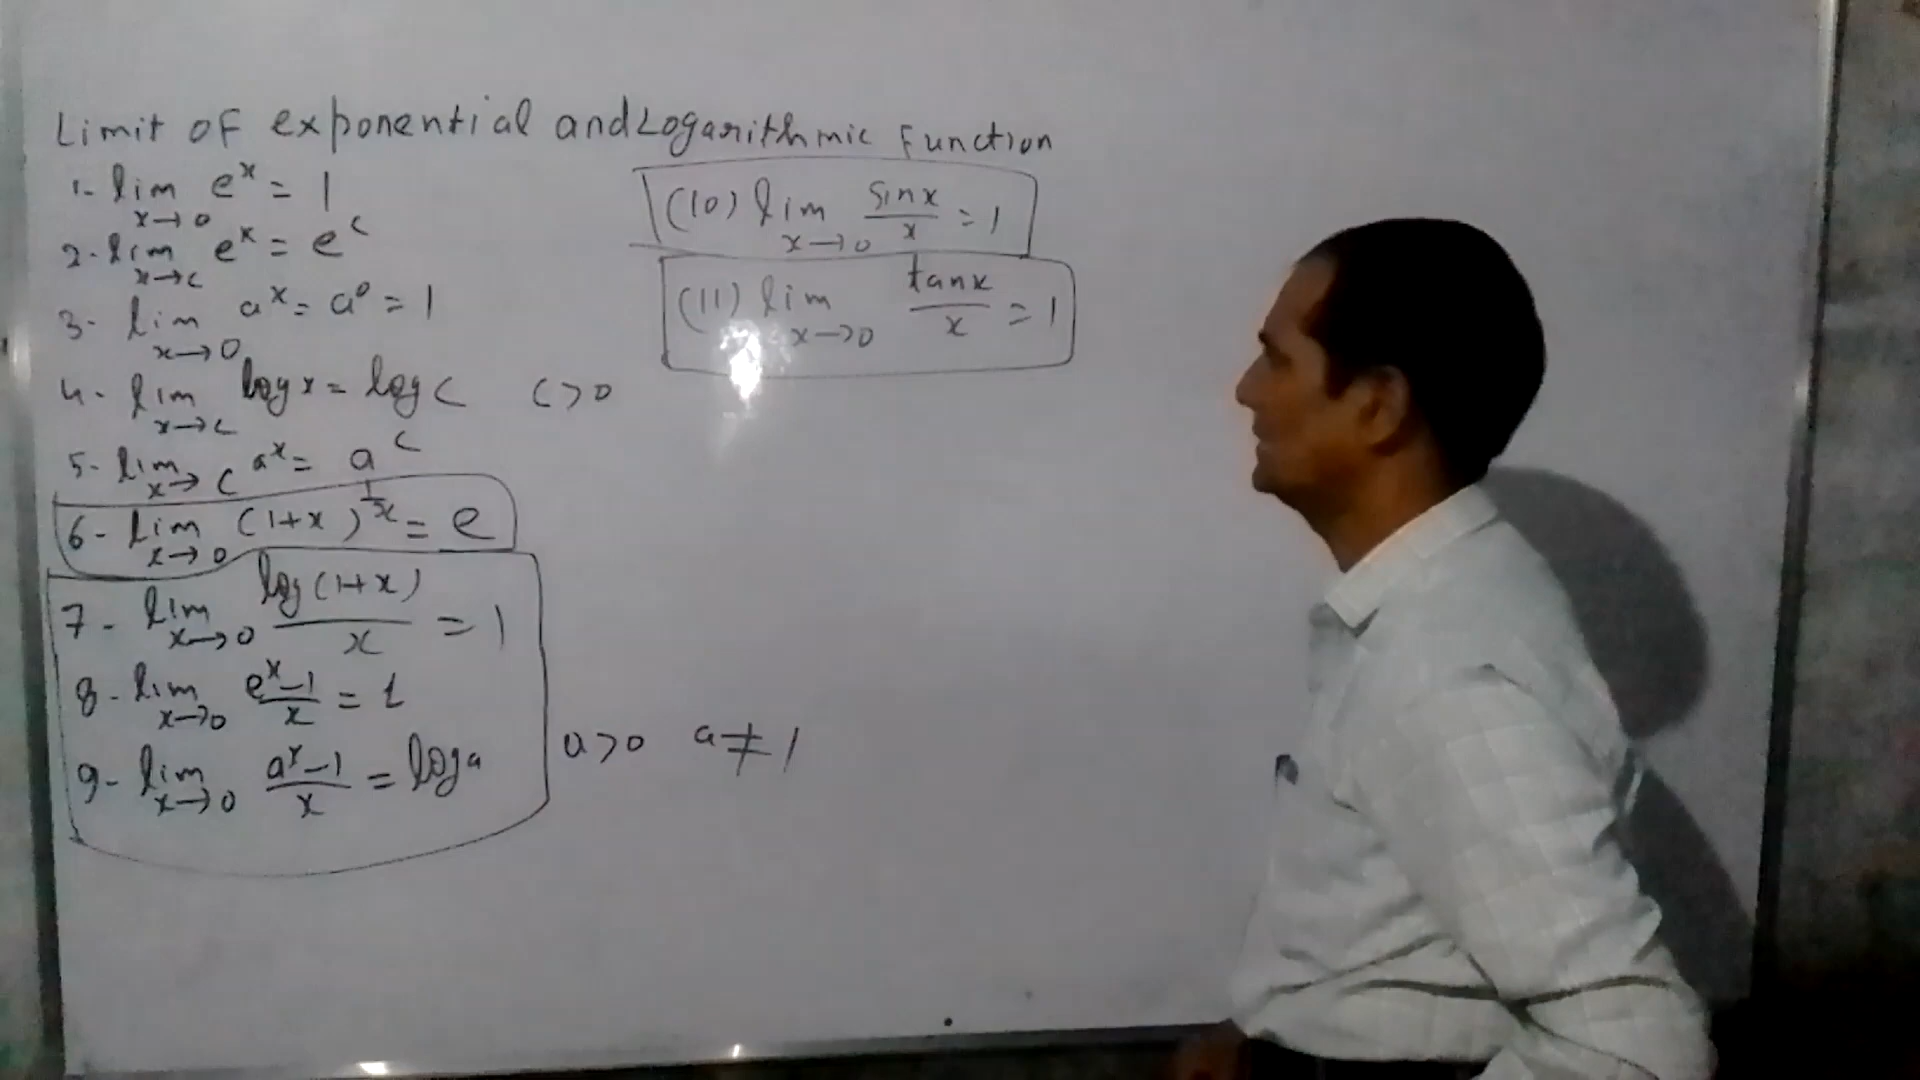 Limit of exponential and Logarithmic Function
1- lim x→0 e^x = 1
2- lim x→c e^x = e^c
3- lim x→0 a^x = a^0 = 1
4- lim x→c log x = log c c>0
5- lim x→c a^x = a^c
6- lim x→0 (1+x)^(1/x) = e
7- lim x→0 log(1+x)/x = 1
8- lim x→0 (e^x-1)/x = 1
9- lim x→0 (a^x-1)/x = log a a>0 a≠1
(10) lim x→0 sinx/x = 1
(11) lim x→0 tanx/x = 1